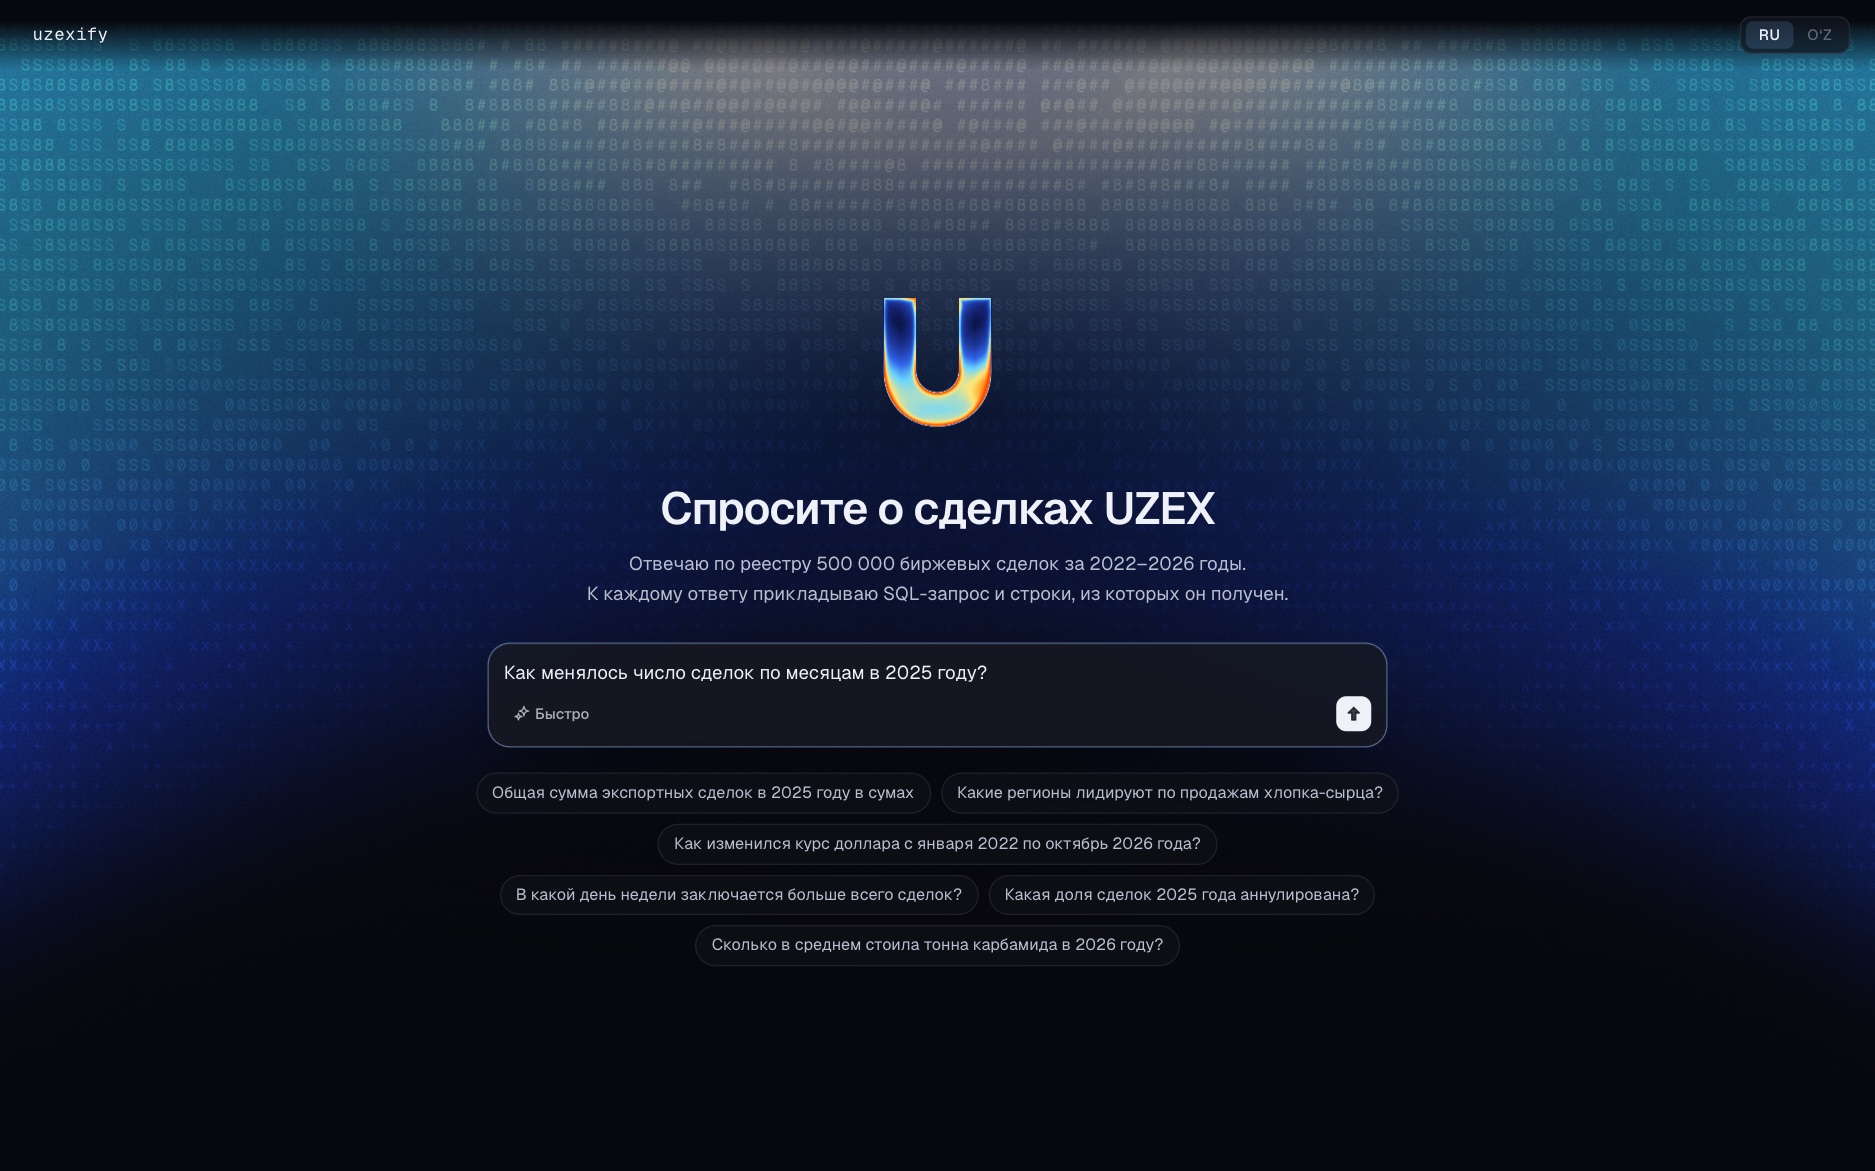 uzexify
RU O'Z
U
Спросите о сделках UZEX
Отвечаю по реестру 500 000 биржевых сделок за 2022–2026 годы.
К каждому ответу прикладываю SQL-запрос и строки, из которых он получен.
Как менялось число сделок по месяцам в 2025 году?
Быстро
Общая сумма экспортных сделок в 2025 году в сумах
Какие регионы лидируют по продажам хлопка-сырца?
Как изменился курс доллара с января 2022 по октябрь 2026 года?
В какой день недели заключается больше всего сделок?
Какая доля сделок 2025 года аннулирована?
Сколько в среднем стоила тонна карбамида в 2026 году?